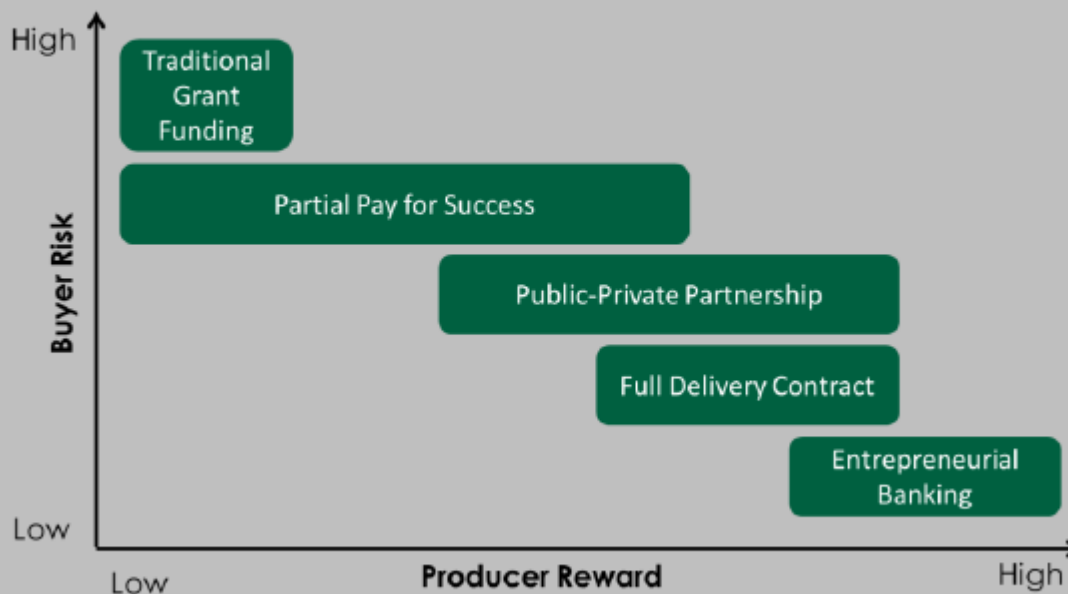 High
Traditional
Grant
Funding
Partial Pay for Success
Buyer Risk
Public-Private Partnership
Full Delivery Contract
Entrepreneurial
Banking
Low
Low
Producer Reward
High